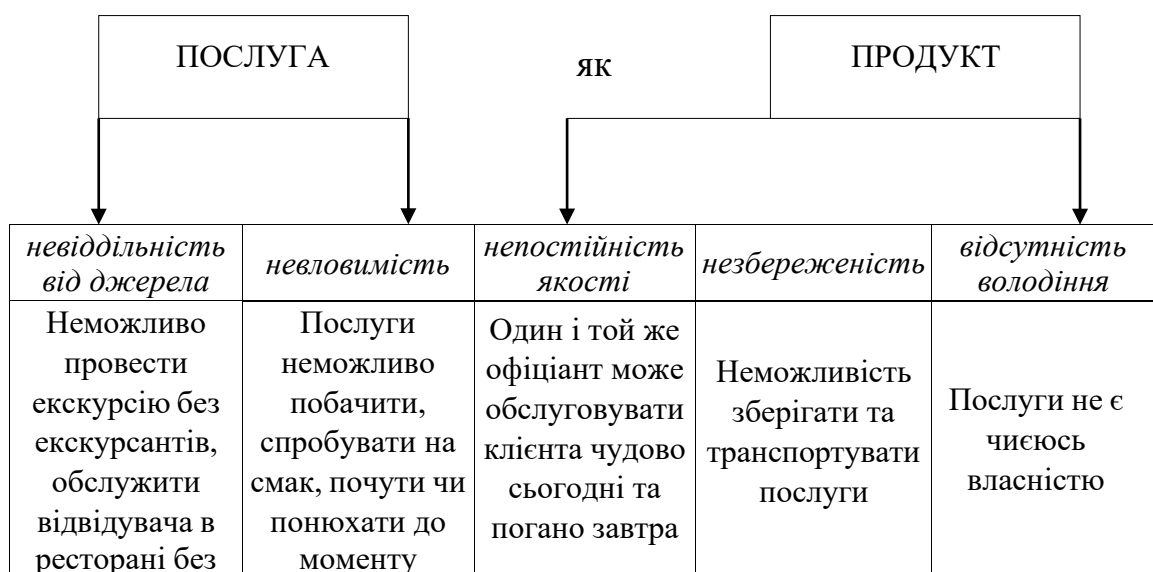 ПОСЛУГА
як
ПРОДУКТ
невіддільність
від джерела
невловимість
непостійність
якості
незбереженість
відсутність
володіння
Неможливо
провести
екскурсію без
екскурсантів,
обслужити
відвідувача в
ресторані без
Послуги
неможливо
побачити,
спробувати на
смак, почути чи
понюхати до
моменту
Один і той же
офіціант може
обслуговувати
клієнта чудово
сьогодні та
погано завтра
Неможливість
зберігати та
транспортувати
послуги
Послуги не є
чиєюсь
власністю